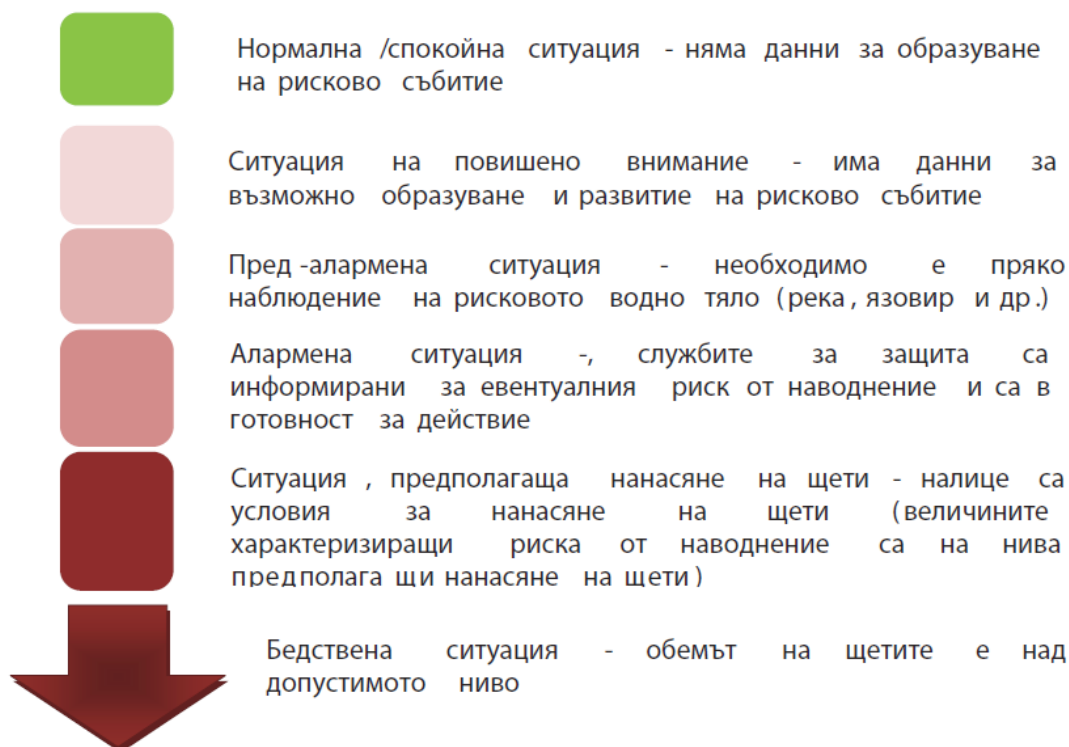 Нормална /спокойна ситуация - няма данни за образуване
на рисково събитие
Ситуация на повишено внимание - има данни за
възможно образуване и развитие на рисково събитие
Пред -алармена ситуация - необходимо е пряко
наблюдение на рисковото водно тяло (река, язовир и др.)
Алармена ситуация -, службите за защита са
информирани за евентуалния риск от наводнение и са в
готовност за действие
Ситуация , предполагаща нанасяне на щети - налице са
условия за нанасяне на щети (величините
характеризиращи риска от наводнение са на нива
предполага щи нанасяне на щети)
Бедствена ситуация - обемът на щетите е над
допустимото ниво